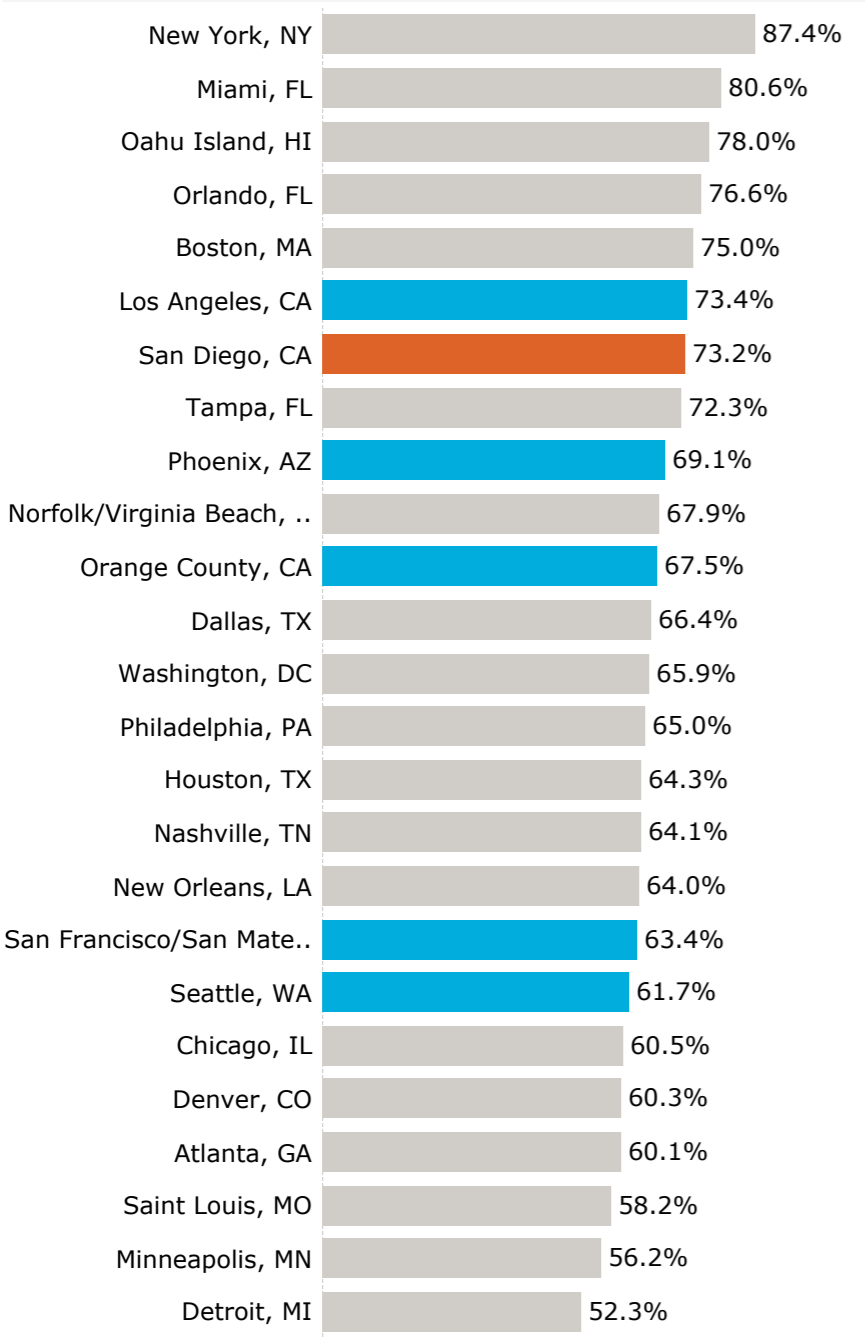 New York, NY 87.4%
Miami, FL 80.6%
Oahu Island, HI 78.0%
Orlando, FL 76.6%
Boston, MA 75.0%
Los Angeles, CA 73.4%
San Diego, CA 73.2%
Tampa, FL 72.3%
Phoenix, AZ 69.1%
Norfolk/Virginia Beach, .. 67.9%
Orange County, CA 67.5%
Dallas, TX 66.4%
Washington, DC 65.9%
Philadelphia, PA 65.0%
Houston, TX 64.3%
Nashville, TN 64.1%
New Orleans, LA 64.0%
San Francisco/San Mate.. 63.4%
Seattle, WA 61.7%
Chicago, IL 60.5%
Denver, CO 60.3%
Atlanta, GA 60.1%
Saint Louis, MO 58.2%
Minneapolis, MN 56.2%
Detroit, MI 52.3%